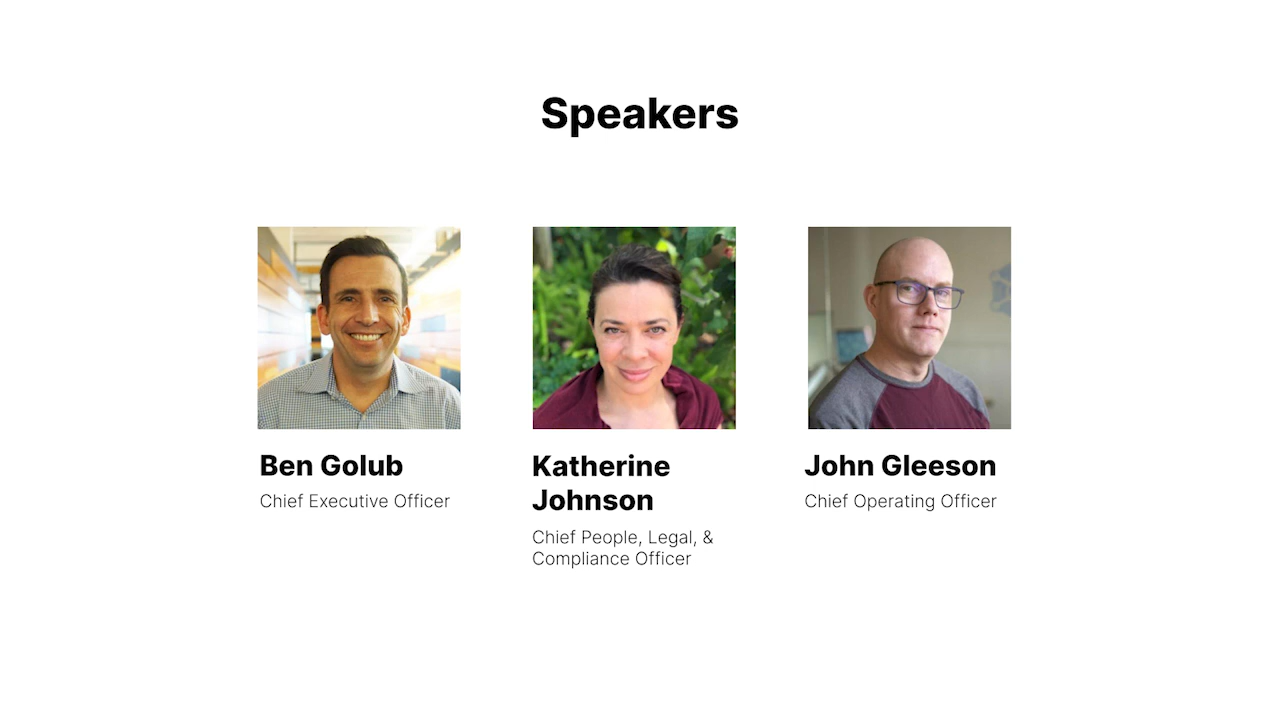 Speakers
Ben Golub
Chief Executive Officer
Katherine
Johnson
Chief People, Legal, &
Compliance Officer
John Gleeson
Chief Operating Officer